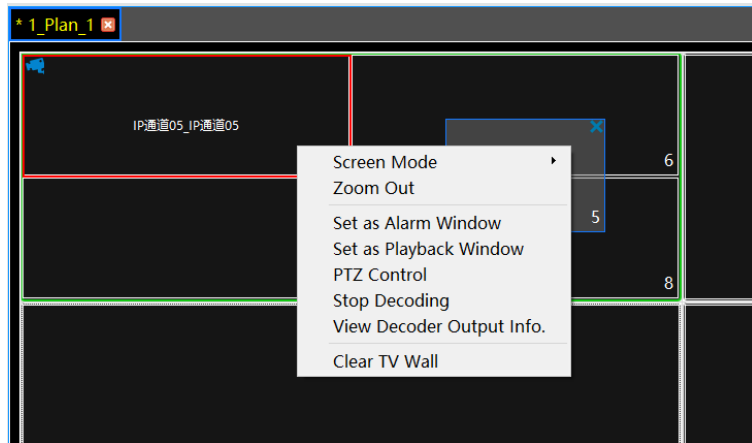 * 1_Plan_1
IP通道05_IP通道05
6
5
8
Screen Mode
Zoom Out
Set as Alarm Window
Set as Playback Window
PTZ Control
Stop Decoding
View Decoder Output Info.
Clear TV Wall